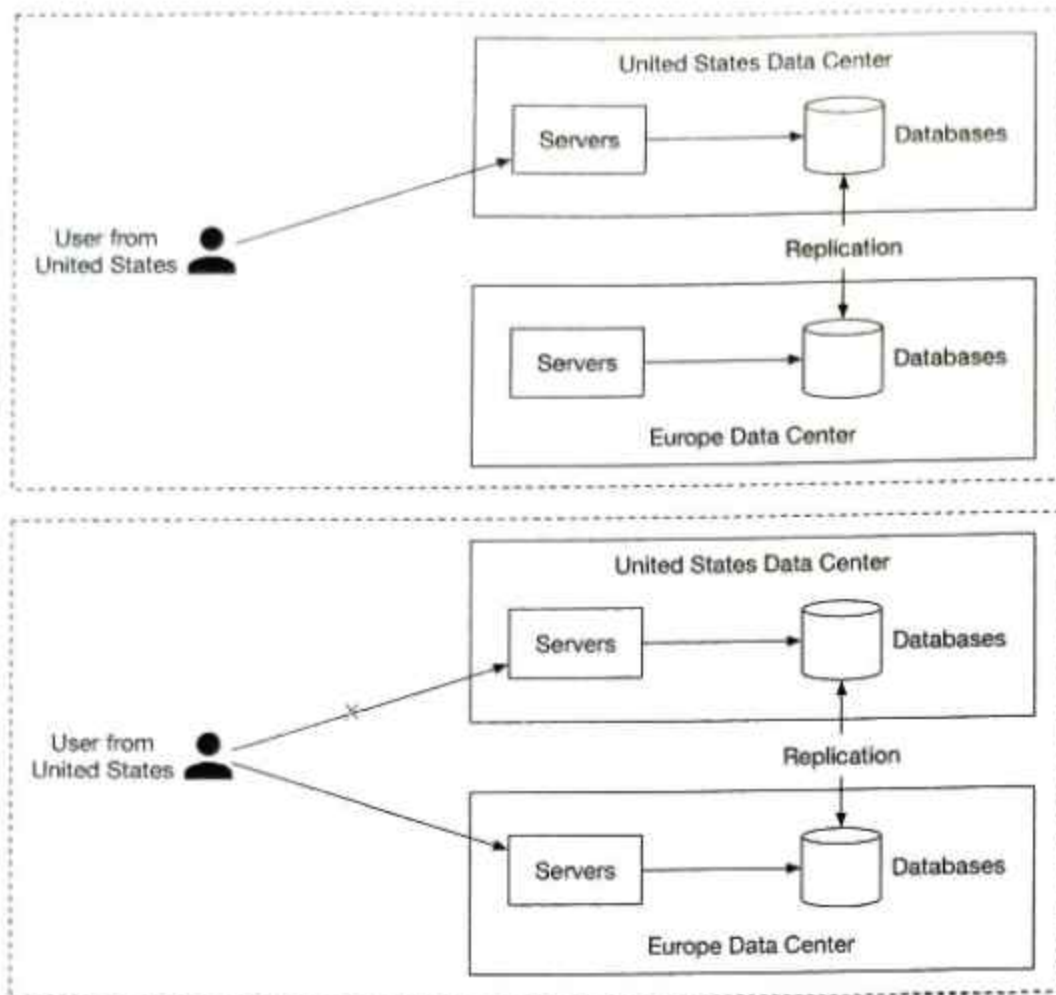 United States Data Center
Servers
Databases
User from
United States
Replication
Servers
Databases
Europe Data Center
United States Data Center
Servers
Databases
User from
United States
Replication
Servers
Databases
Europe Data Center